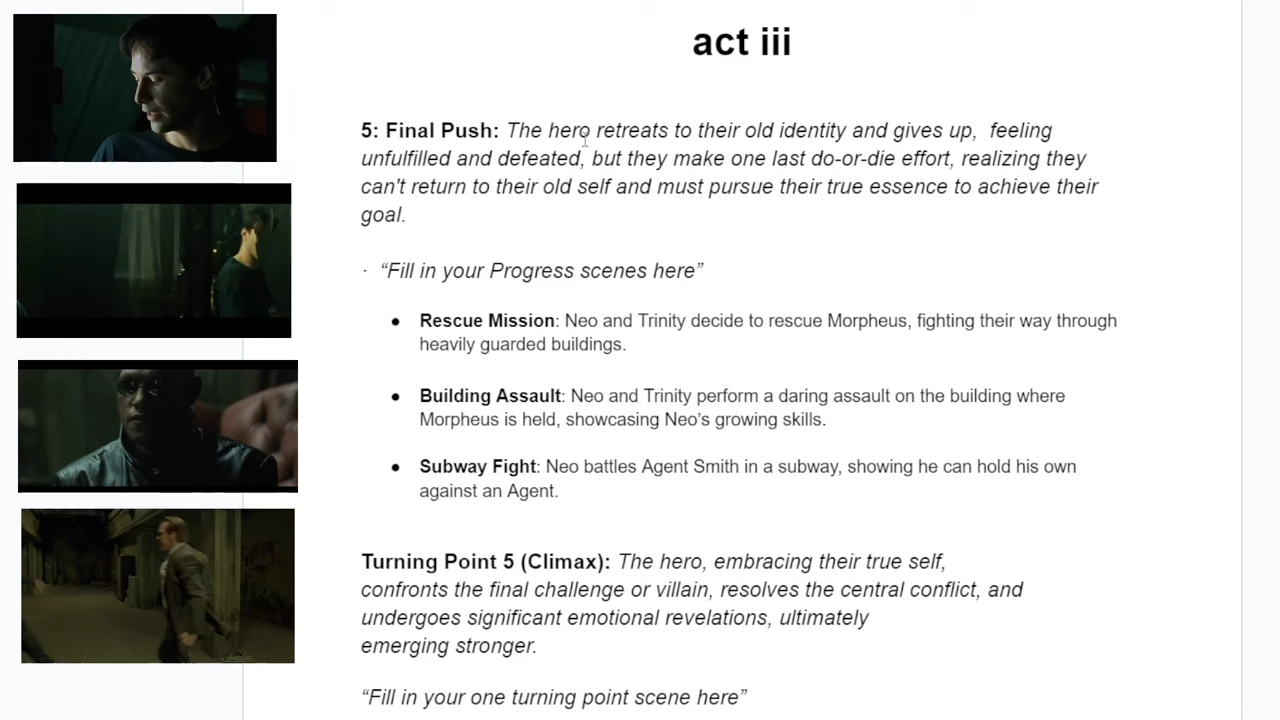 act iii
5: Final Push: The hero retreats to their old identity and gives up,  feeling
unfulfilled and defeated, but they make one last do-or-die effort, realizing they
can't return to their old self and must pursue their true essence to achieve their
goal.
· “Fill in your Progress scenes here”
● Rescue Mission: Neo and Trinity decide to rescue Morpheus, fighting their way through
heavily guarded buildings.
● Building Assault: Neo and Trinity perform a daring assault on the building where
Morpheus is held, showcasing Neo’s growing skills.
● Subway Fight: Neo battles Agent Smith in a subway, showing he can hold his own
against an Agent.
Turning Point 5 (Climax): The hero, embracing their true self,
confronts the final challenge or villain, resolves the central conflict, and
undergoes significant emotional revelations, ultimately
emerging stronger.
“Fill in your one turning point scene here”